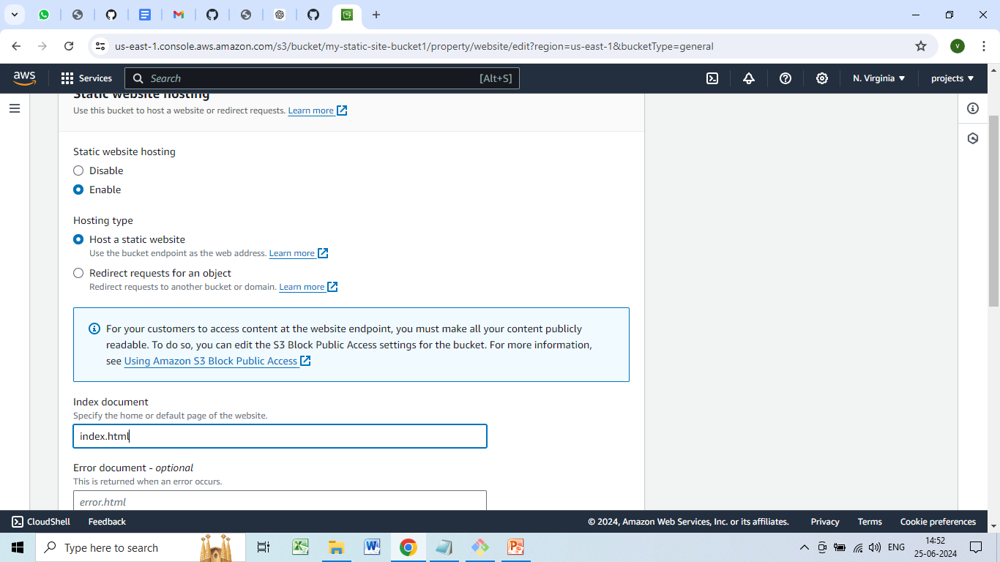 us-east-1.console.aws.amazon.com/s3/bucket/my-static-site-bucket1/property/website/edit?region=us-east-1&bucketType=general
V
aws
Services
Search
[Alt+S]
N. Virginia
projects
Static website hosting
Use this bucket to host a website or redirect requests. Learn more
Static website hosting
Disable
Enable
Hosting type
Host a static website
Use the bucket endpoint as the web address. Learn more
Redirect requests for an object
Redirect requests to another bucket or domain. Learn more
For your customers to access content at the website endpoint, you must make all your content publicly
readable. To do so, you can edit the S3 Block Public Access settings for the bucket. For more information,
see Using Amazon S3 Block Public Access
Index document
Specify the home or default page of the website.
index.html
Error document - optional
This is returned when an error occurs.
error.html
CloudShell
Feedback
© 2024, Amazon Web Services, Inc. or its affiliates.
Privacy
Terms
Cookie preferences
Type here to search
ENG
14:52
25-06-2024